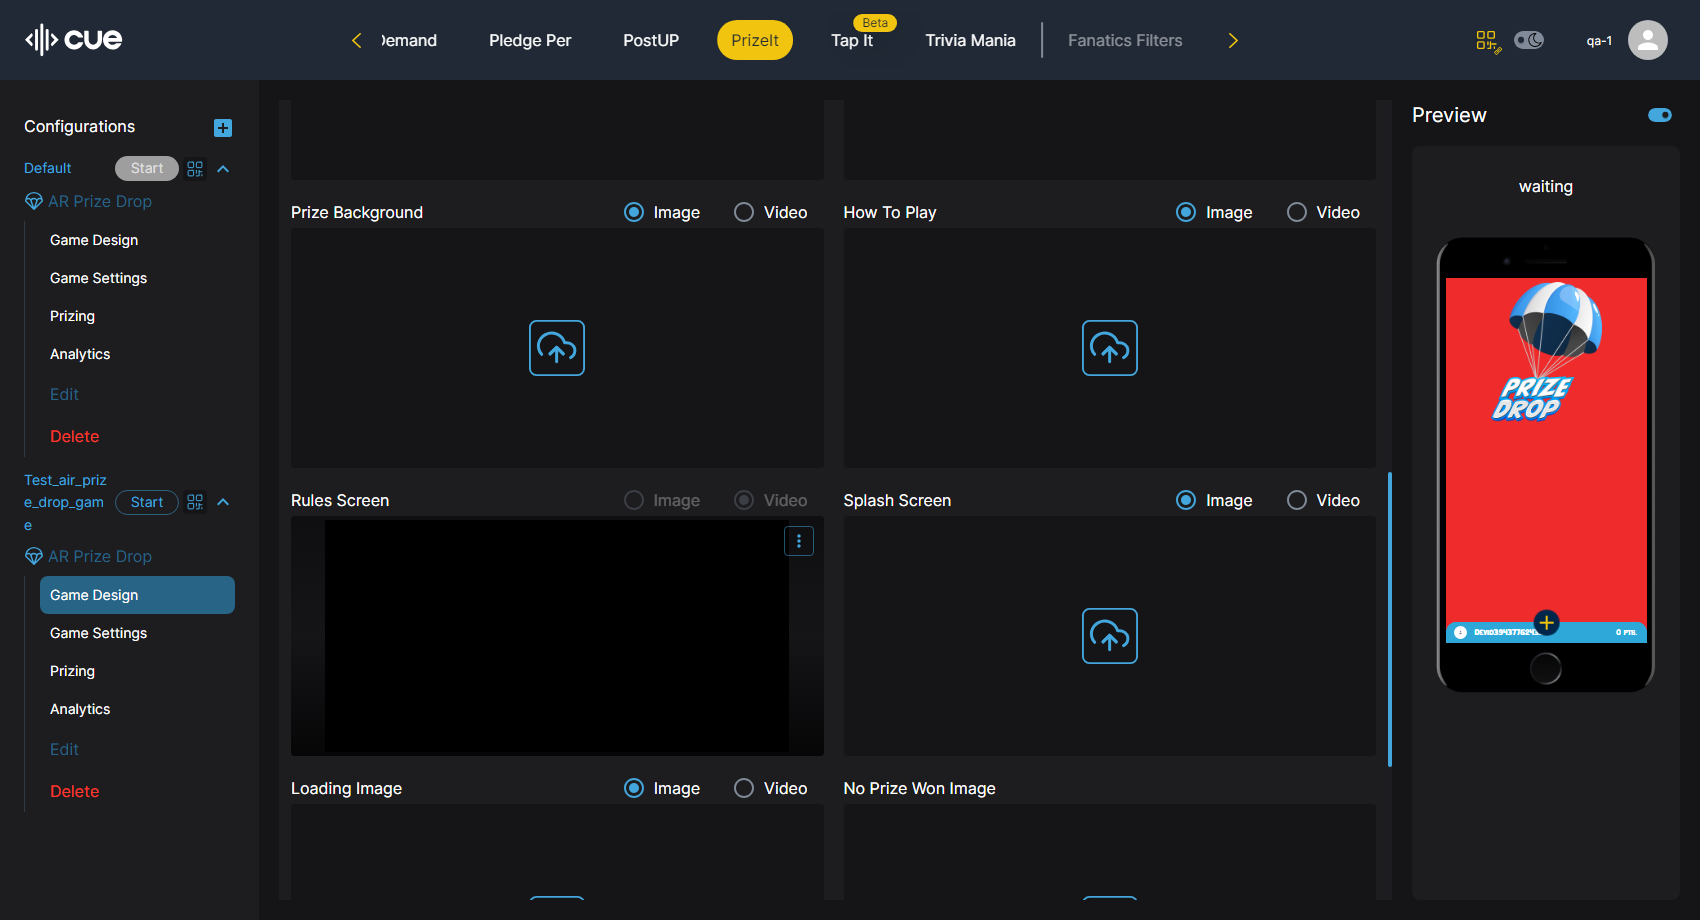 cue
Demand
Pledge Per
PostUP
PrizeIt
Beta
Tap It
Trivia Mania
Fanatics Filters
qa-1
Configurations
Default
Start
AR Prize Drop
Game Design
Game Settings
Prizing
Analytics
Edit
Delete
Test_air_priz
e_drop_gam
e
Start
AR Prize Drop
Game Design
Game Settings
Prizing
Analytics
Edit
Delete
Prize Background
Image
Video
How To Play
Image
Video
Rules Screen
Image
Video
Splash Screen
Image
Video
Loading Image
Image
Video
No Prize Won Image
Preview
waiting
PRIZE
DROP
0 PTS.